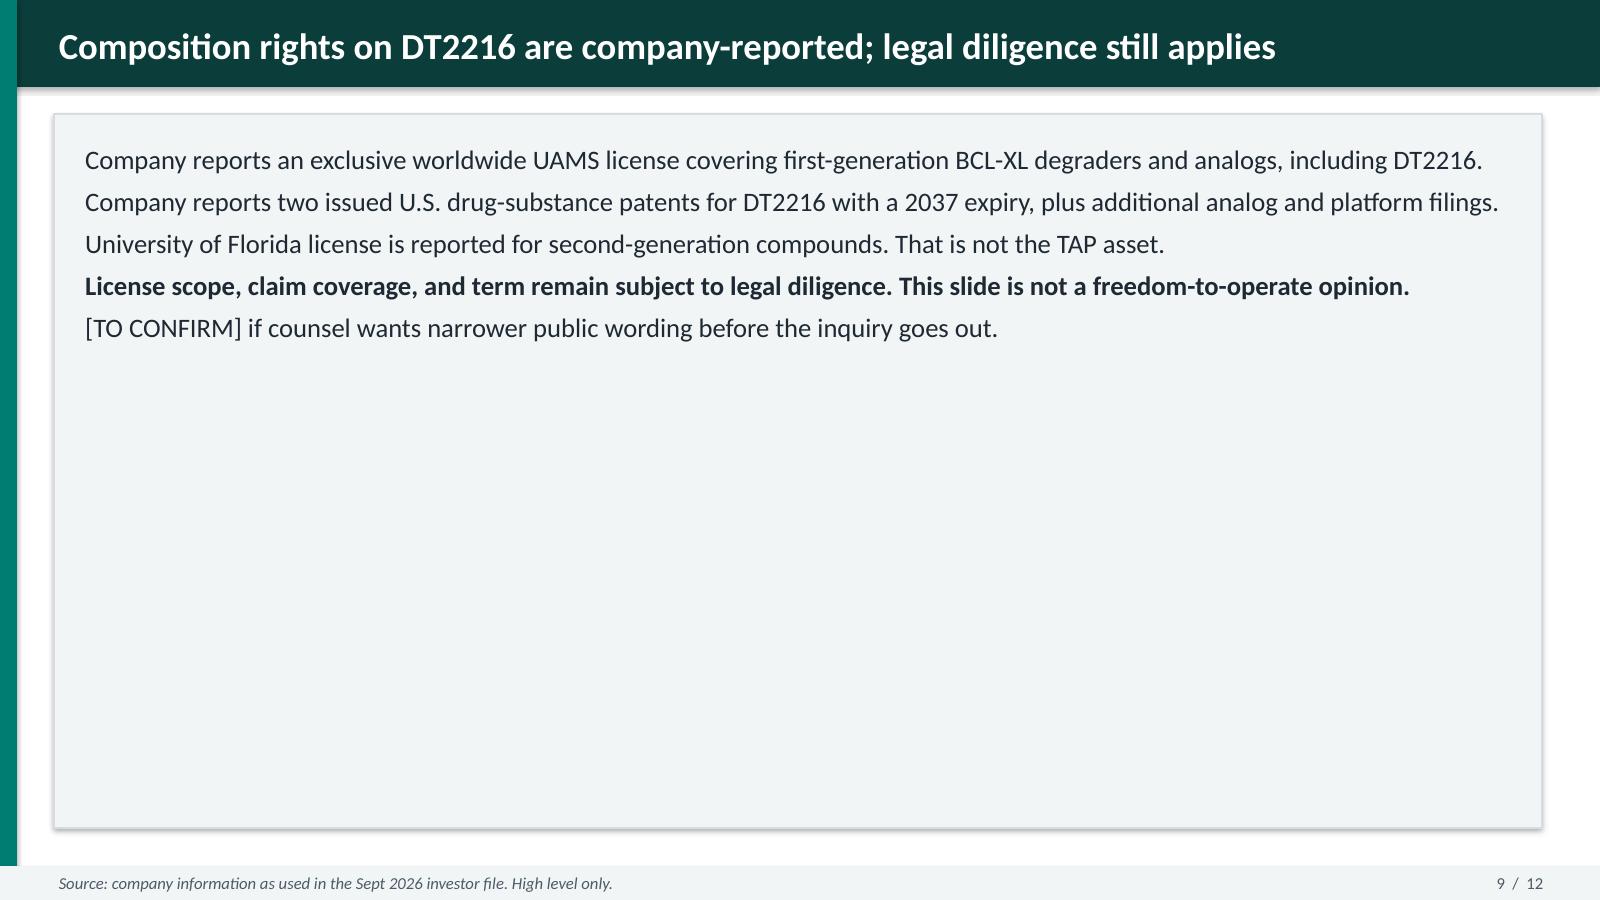 Composition rights on DT2216 are company-reported; legal diligence still applies
Company reports an exclusive worldwide UAMS license covering first-generation BCL-XL degraders and analogs, including DT2216.
Company reports two issued U.S. drug-substance patents for DT2216 with a 2037 expiry, plus additional analog and platform filings.
University of Florida license is reported for second-generation compounds. That is not the TAP asset.
License scope, claim coverage, and term remain subject to legal diligence. This slide is not a freedom-to-operate opinion.
[TO CONFIRM] if counsel wants narrower public wording before the inquiry goes out.
Source: company information as used in the Sept 2026 investor file. High level only.
9 / 12